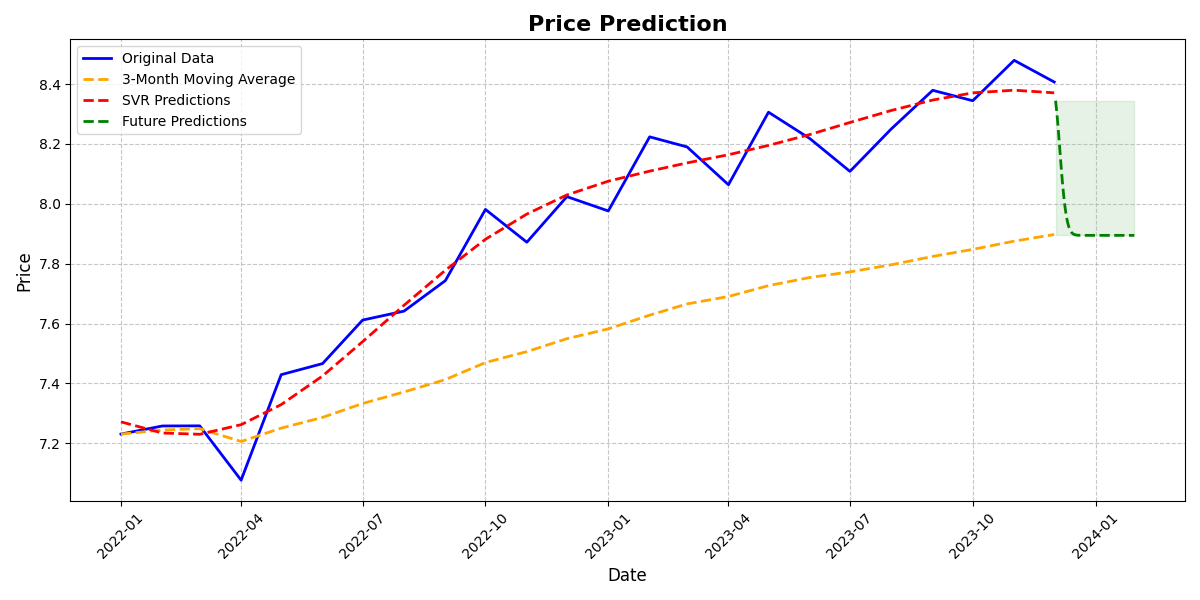 Price Prediction
Original Data
3-Month Moving Average
SVR Predictions
Future Predictions
Price
8.4
8.2
8.0
7.8
7.6
7.4
7.2
2022-01
2022-04
2022-07
2022-10
2023-01
2023-04
2023-07
2023-10
2024-01
Date